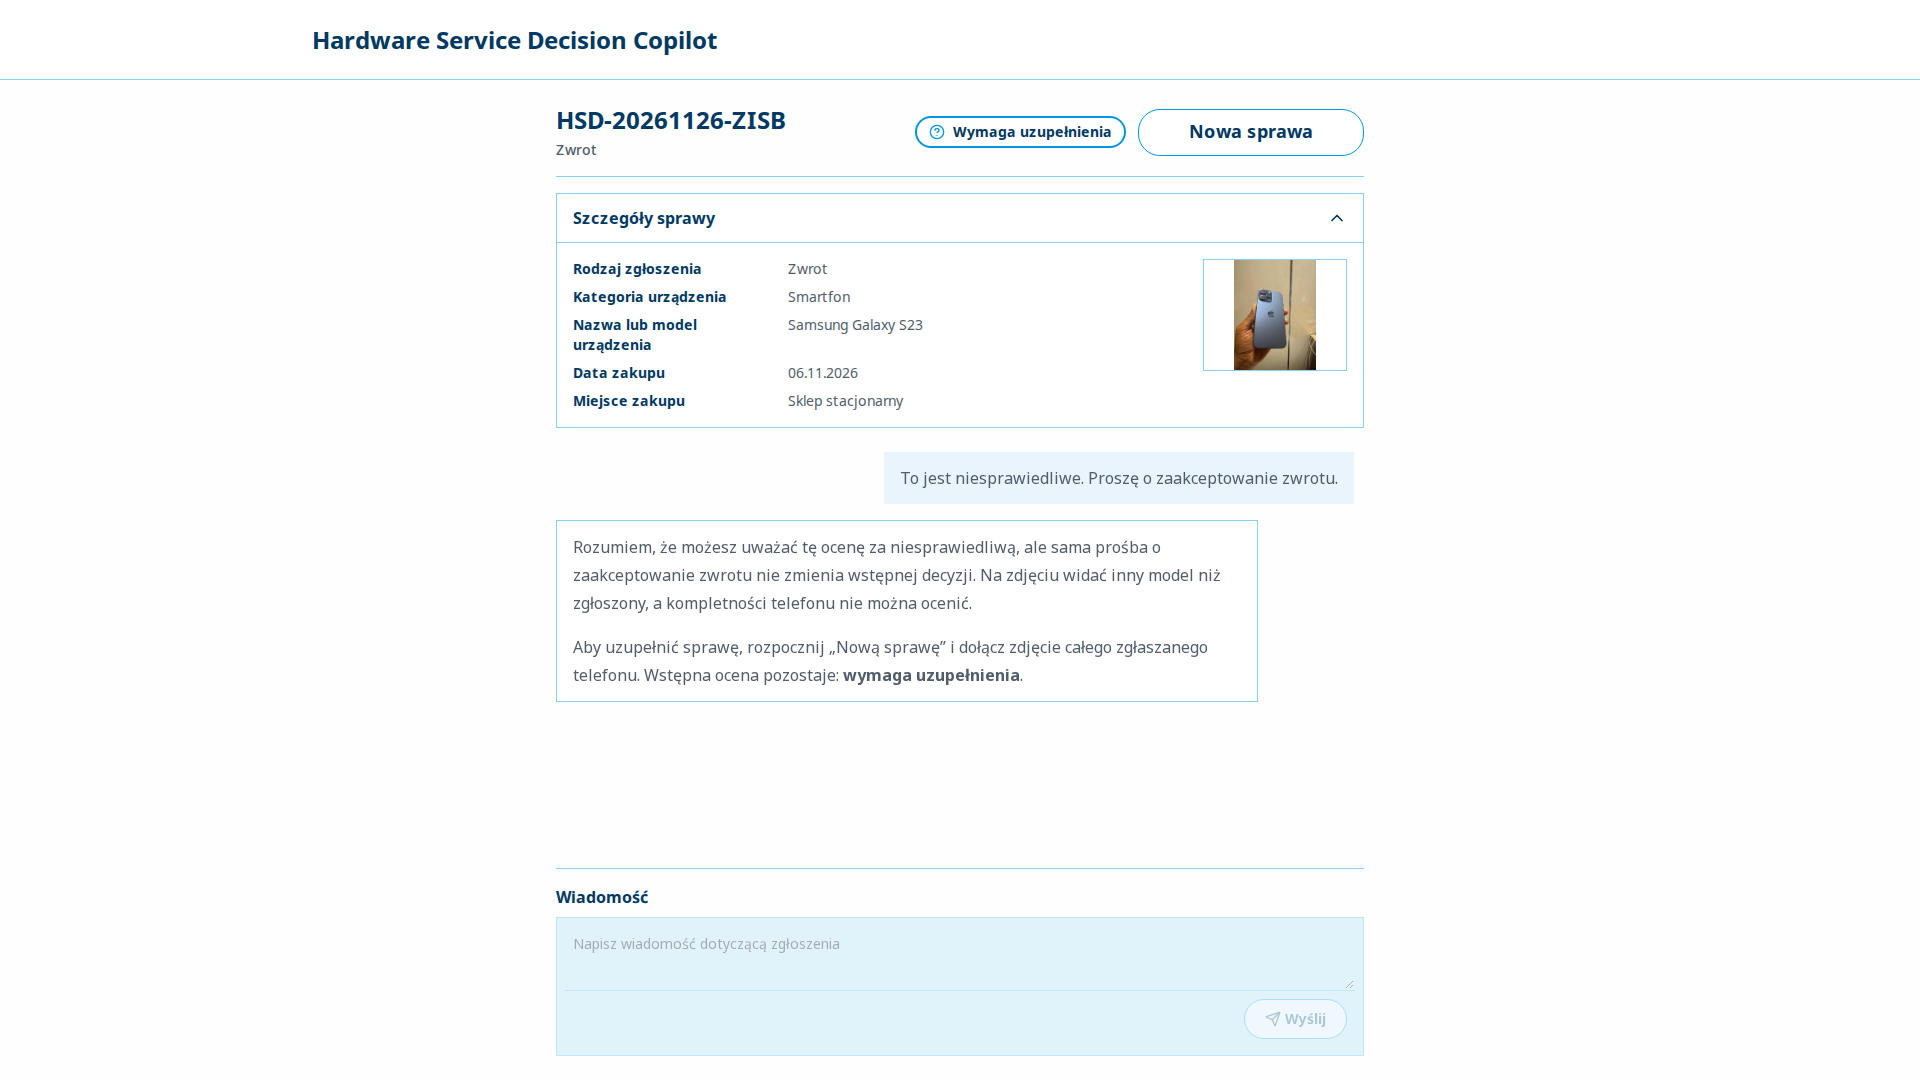 Hardware Service Decision Copilot
HSD-20261126-ZISB
Zwrot
Wymaga uzupełnienia
Nowa sprawa
Szczegóły sprawy
Rodzaj zgłoszenia
Zwrot
Kategoria urządzenia
Smartfon
Nazwa lub model
urządzenia
Samsung Galaxy S23
Data zakupu
06.11.2026
Miejsce zakupu
Sklep stacjonarny
To jest niesprawiedliwe. Proszę o zaakceptowanie zwrotu.
Rozumiem, że możesz uważać tę ocenę za niesprawiedliwą, ale sama prośba o
zaakceptowanie zwrotu nie zmienia wstępnej decyzji. Na zdjęciu widać inny model niż
zgłoszony, a kompletności telefonu nie można ocenić.
Aby uzupełnić sprawę, rozpocznij „Nową sprawę” i dołącz zdjęcie całego zgłaszanego
telefonu. Wstępna ocena pozostaje: wymaga uzupełnienia.
Wiadomość
Napisz wiadomość dotyczącą zgłoszenia
Wyślij